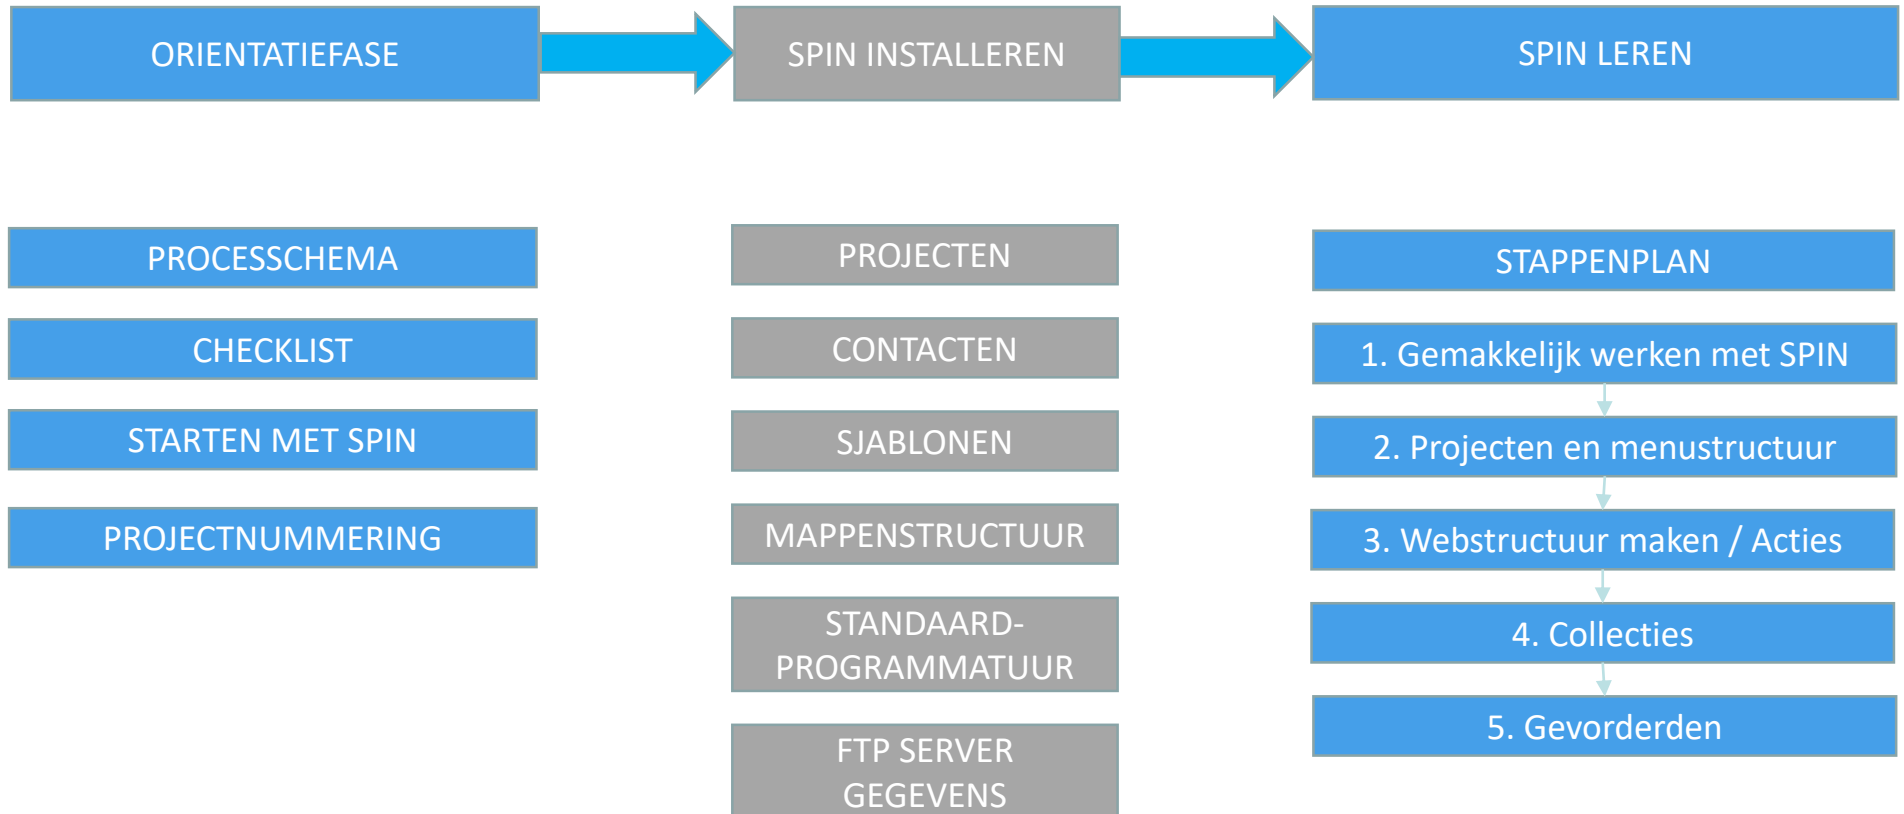 ORIENTATIEFASE
SPIN INSTALLEREN
SPIN LEREN
PROCESSCHEMA
CHECKLIST
STARTEN MET SPIN
PROJECTNUMMERING
PROJECTEN
CONTACTEN
SJABLONEN
MAPPENSTRUCTUUR
STANDAARD-
PROGRAMMATUUR
FTP SERVER
GEGEVENS
STAPPENPLAN
1. Gemakkelijk werken met SPIN
2. Projecten en menustructuur
3. Webstructuur maken / Acties
4. Collecties
5. Gevorderden